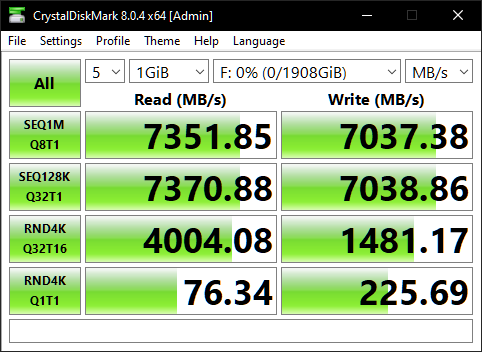 CrystalDiskMark 8.0.4 x64 [Admin]
File Settings Profile Theme Help Language
All 5 1GiB F: 0% (0/1908GiB) MB/s
Read (MB/s) Write (MB/s)
SEQ1M
Q8T1 7351.85 7037.38
SEQ128K
Q32T1 7370.88 7038.86
RND4K
Q32T16 4004.08 1481.17
RND4K
Q1T1 76.34 225.69